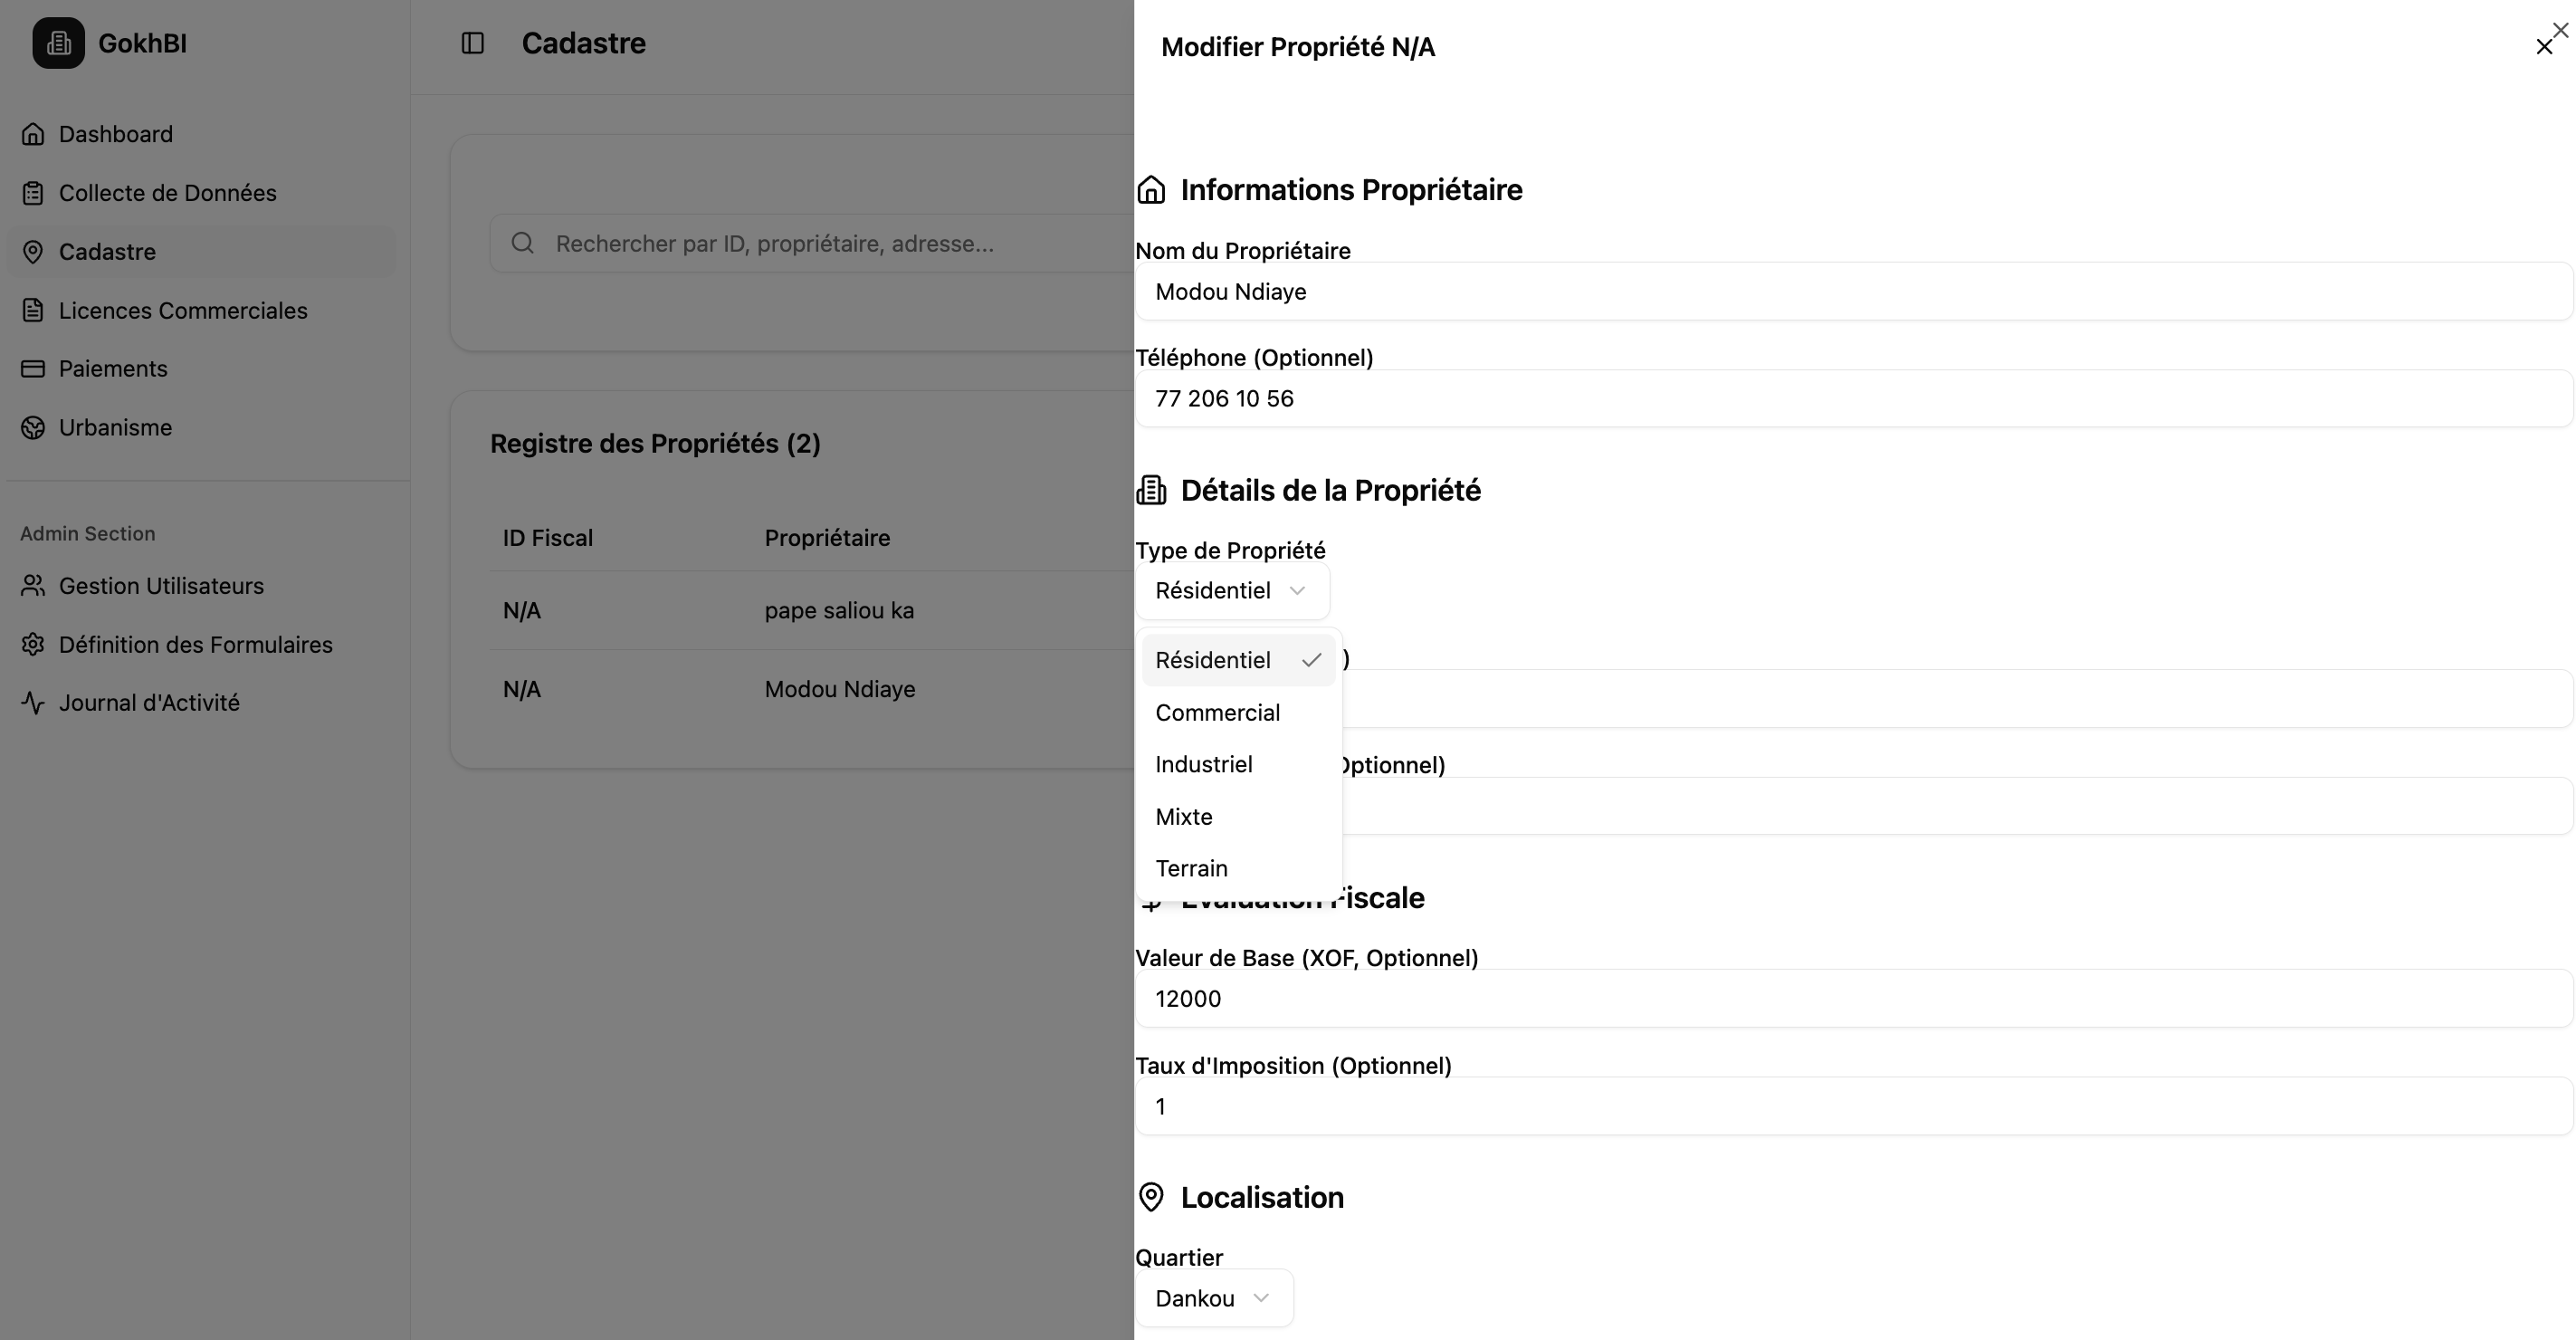 GokhBI
Dashboard
Collecte de Données
Cadastre
Licences Commerciales
Paiements
Urbanisme
Admin Section
Gestion Utilisateurs
Définition des Formulaires
Journal d'Activité
Cadastre
Rechercher par ID, propriétaire, adresse...
Registre des Propriétés (2)
ID Fiscal Propriétaire
N/A pape saliou ka
N/A Modou Ndiaye
Modifier Propriété N/A
Informations Propriétaire
Nom du Propriétaire
Modou Ndiaye
Téléphone (Optionnel)
77 206 10 56
Détails de la Propriété
Type de Propriété
Résidentiel
Résidentiel
Commercial
Industriel
Mixte
Terrain
)
Optionnel)
Évaluation Fiscale
Valeur de Base (XOF, Optionnel)
12000
Taux d'Imposition (Optionnel)
1
Localisation
Quartier
Dankou